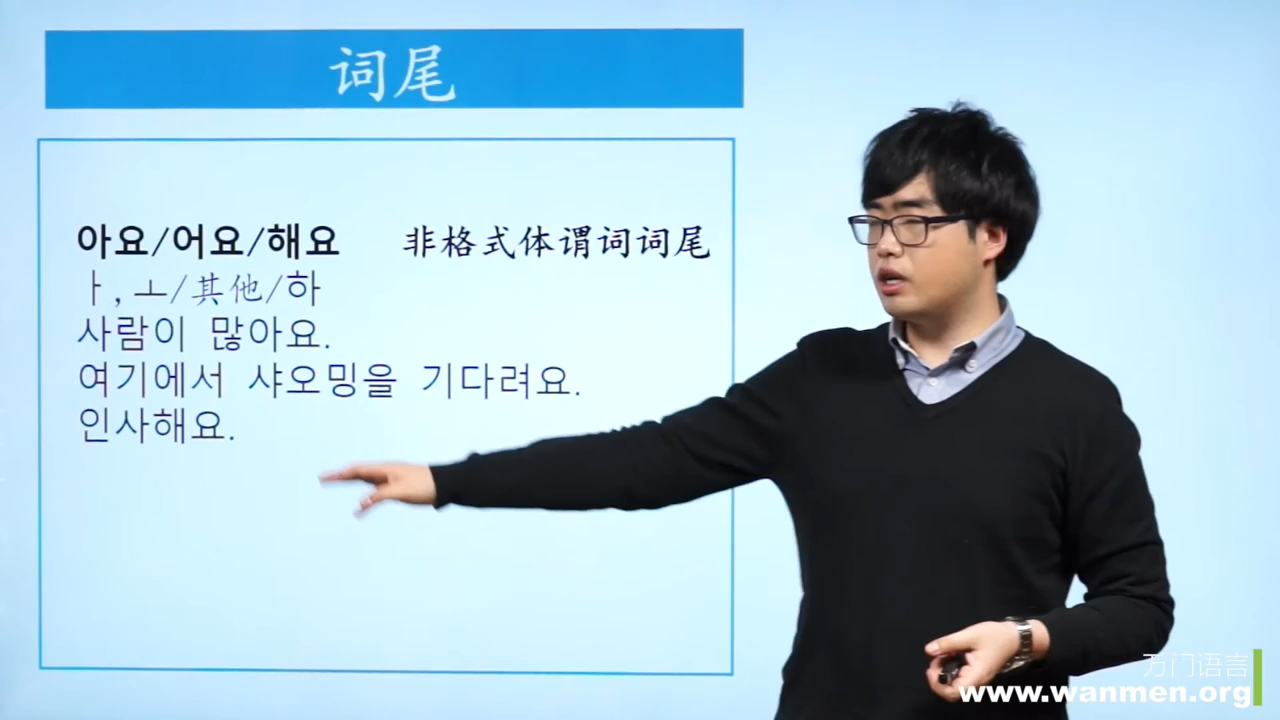 词尾
아요/어요/해요 非格式体谓词词尾
ㅏ,ㅗ/其他/하
사람이 많아요.
여기에서 샤오밍을 기다려요.
인사해요.
万门语言
www.wanmen.org